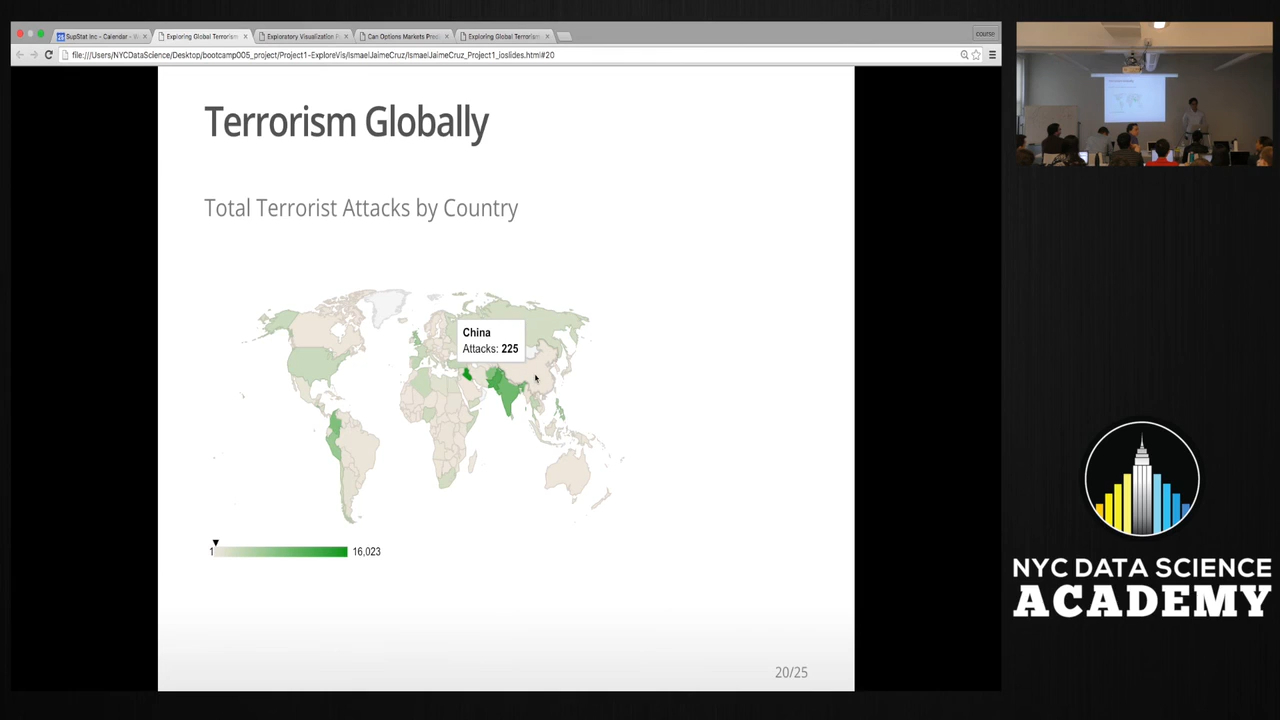 SupStat Inc - Calendar - W
Exploring Global Terrorism
Exploratory Visualization P
Can Options Markets Predi
Exploring Global Terrorism
course
file:///Users/NYCDataScience/Desktop/bootcamp005_project/Project1-ExploreVis/IsmaelJaimeCruz/IsmaelJaimeCruz_Project1_ioslides.html#20
Terrorism Globally
Total Terrorist Attacks by Country
China
Attacks: 225
1
16,023
20/25
NYC DATA SCIENCE
ACADEMY